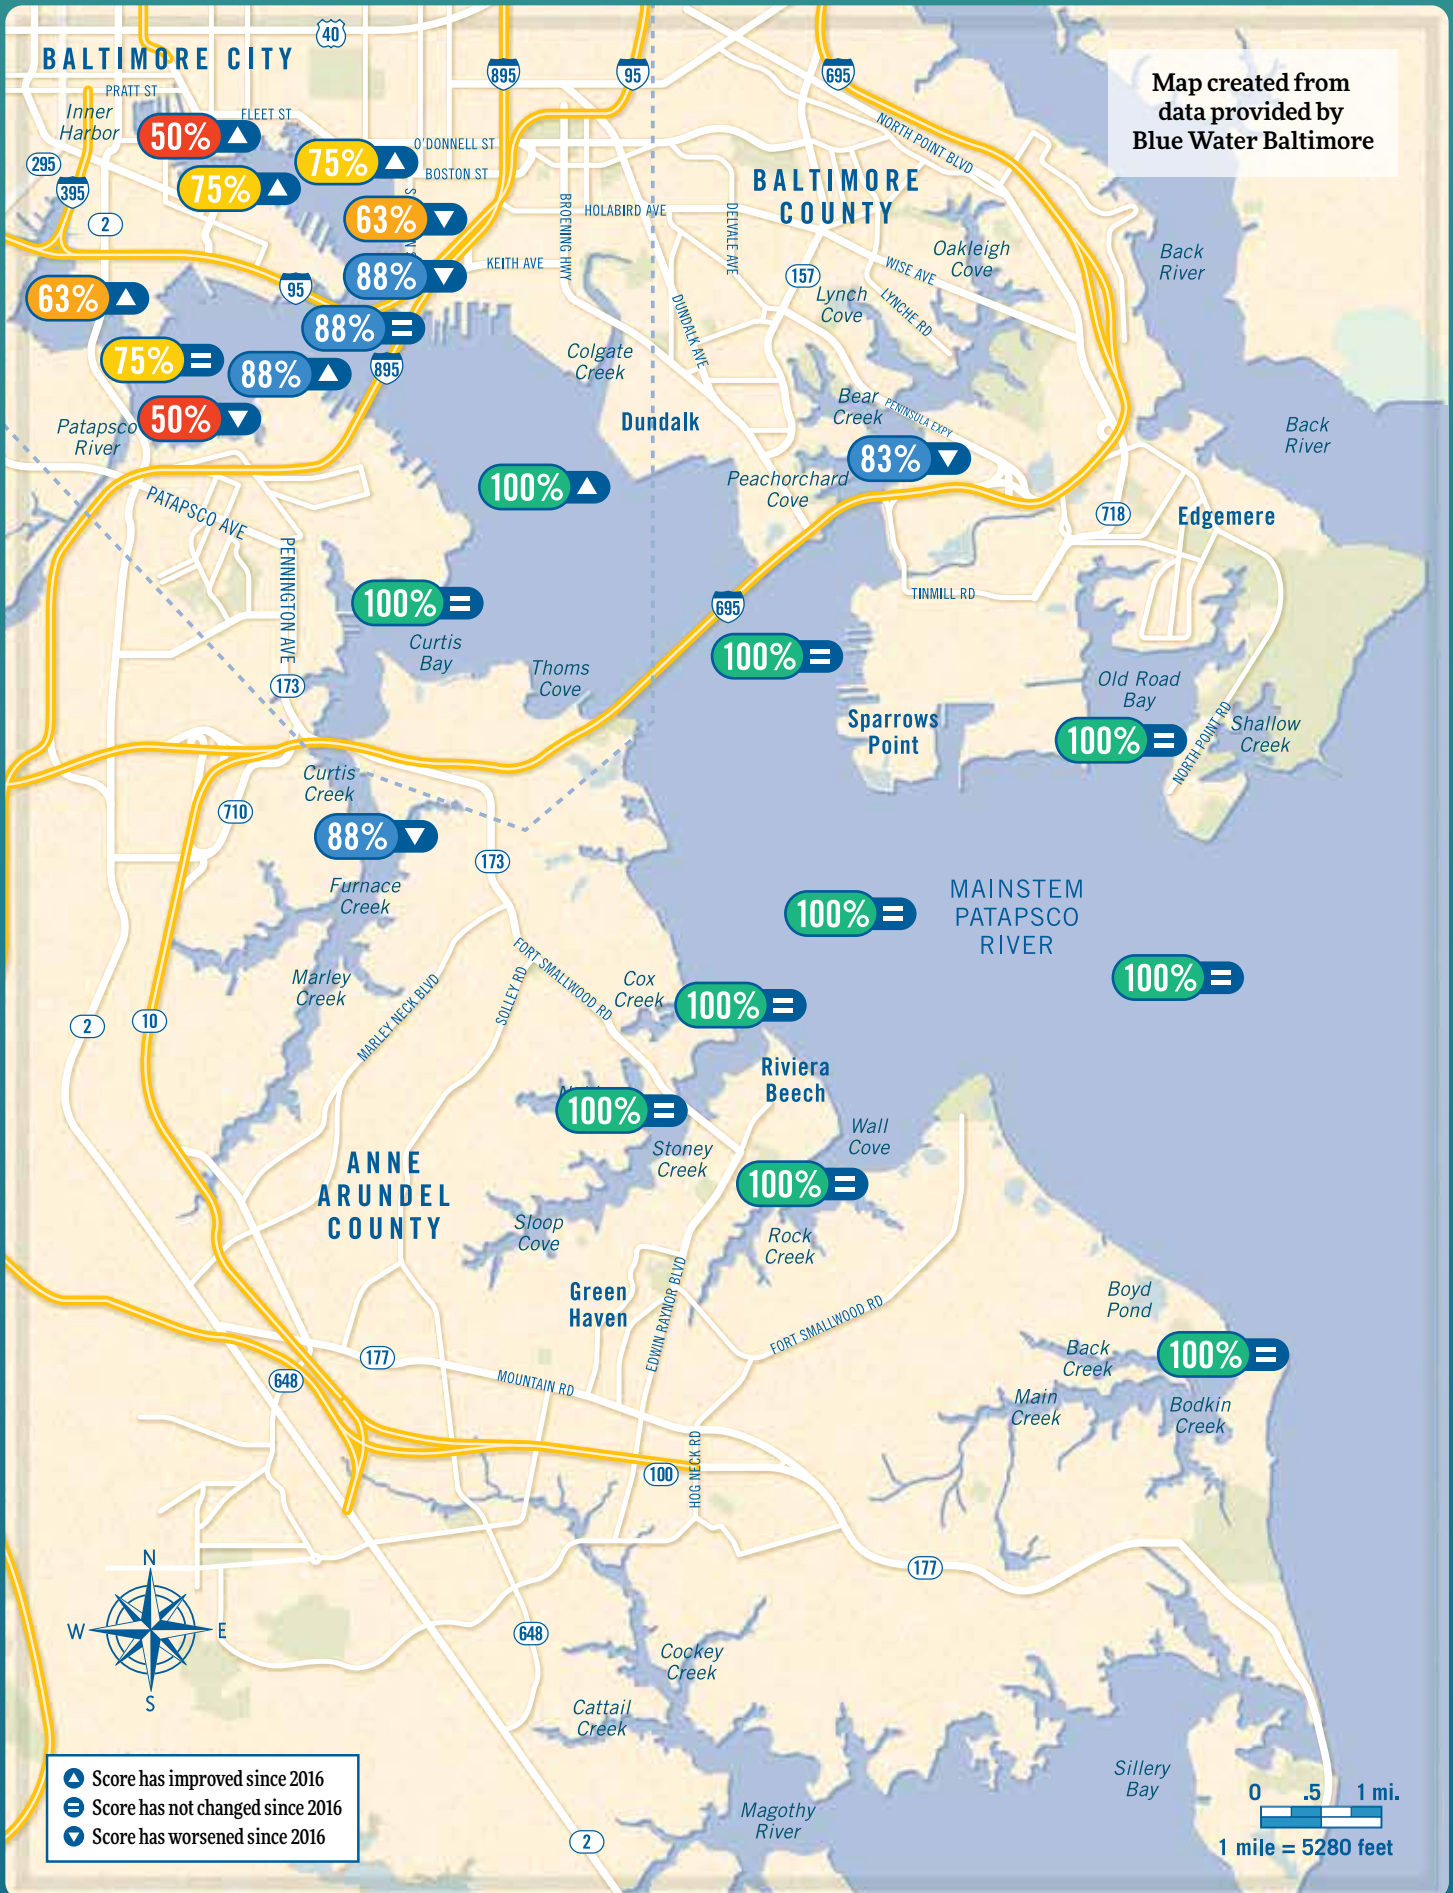 40
BALTIMORE CITY
895
95
695
Map created from
data provided by
Blue Water Baltimore
PRATT ST
Inner
Harbor
FLEET ST
50%
O'DONNELL ST
NORTH POINT BLVD
295
75%
BOSTON ST
395
75%
BALTIMORE
COUNTY
2
63%
BROENING HWY
HOLABIRD AVE
DELVALE AVE
Oakleigh
Cove
Back
River
KEITH AVE
88%
157
WISE AVE
95
63%
Lynch
Cove
LYNCHE RD
88%
DUNDALK AVE
75%
88%
895
Colgate
Creek
Bear
Creek
PENINSULA EXPY
50%
Patapsco
River
Dundalk
Back
River
83%
100%
Peachorchard
Cove
PATAPSCO AVE
718
Edgemere
PENNINGTON AVE
100%
695
TINMILL RD
Curtis
Bay
100%
Thoms
Cove
173
Old Road
Bay
Sparrows
Point
100%
NORTH POINT RD
Shallow
Creek
Curtis
Creek
710
88%
173
Furnace
Creek
100%
MAINSTEM
PATAPSCO
RIVER
FORT SMALLWOOD RD
Marley
Creek
MARLEY NECK BLVD
SOLLEY RD
Cox
Creek
100%
100%
2
10
Riviera
Beech
100%
Wall
Cove
Stoney
Creek
ANNE
ARUNDEL
COUNTY
100%
Sloop
Cove
Rock
Creek
Green
Haven
EDWIN RAYNOR BLVD
FORT SMALLWOOD RD
Boyd
Pond
177
Back
Creek
100%
648
MOUNTAIN RD
Main
Creek
Bodkin
Creek
100
HOG NECK RD
N
177
W
E
648
Cockey
Creek
S
Cattail
Creek
Score has improved since 2016
Score has not changed since 2016
Score has worsened since 2016
Sillery
Bay
0 .5 1 mi.
Magothy
River
2
1 mile = 5280 feet